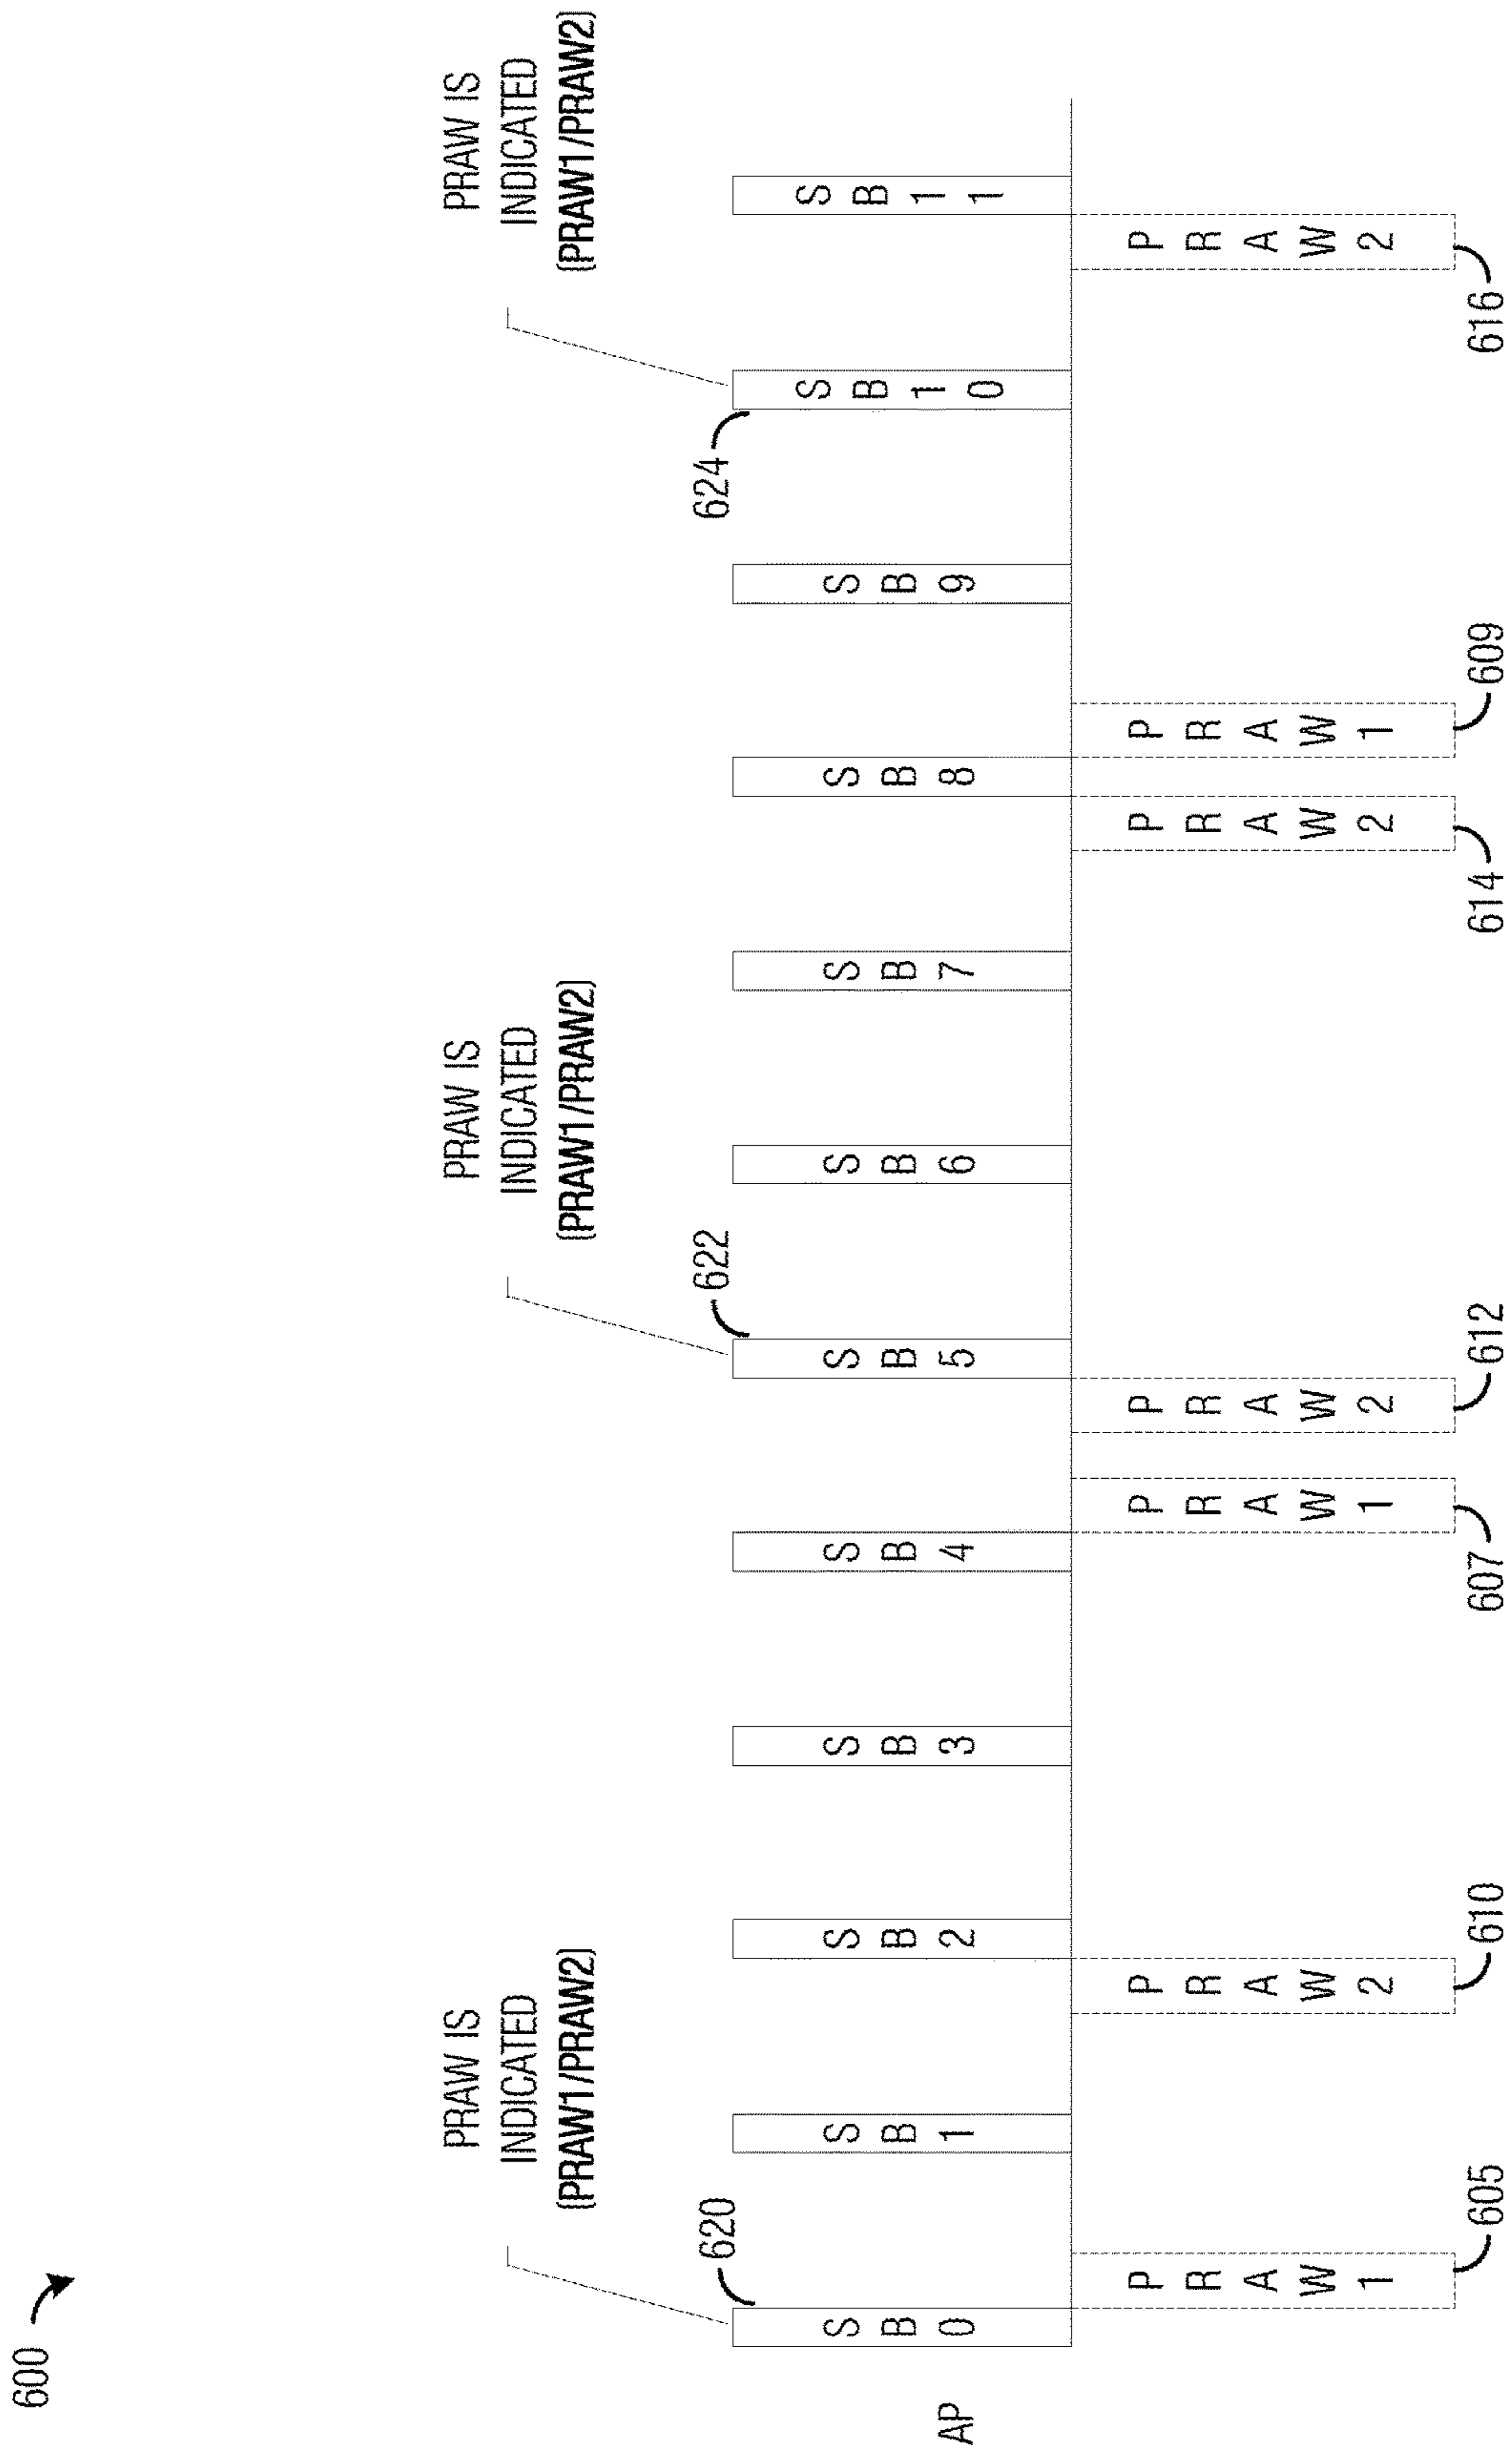 600
PRAW IS
INDICATED
(PRAW1/PRAW2)
PRAW IS
INDICATED
(PRAW1/PRAW2)
PRAW IS
INDICATED
(PRAW1/PRAW2)
620
622
624
AP
SB0
SB1
SB2
SB3
SB4
SB5
SB6
SB7
SB8
SB9
SB10
SB11
PRAW1
PRAW2
PRAW1
PRAW2
PRAW2
PRAW1
PRAW2
605
610
607
612
614
609
616